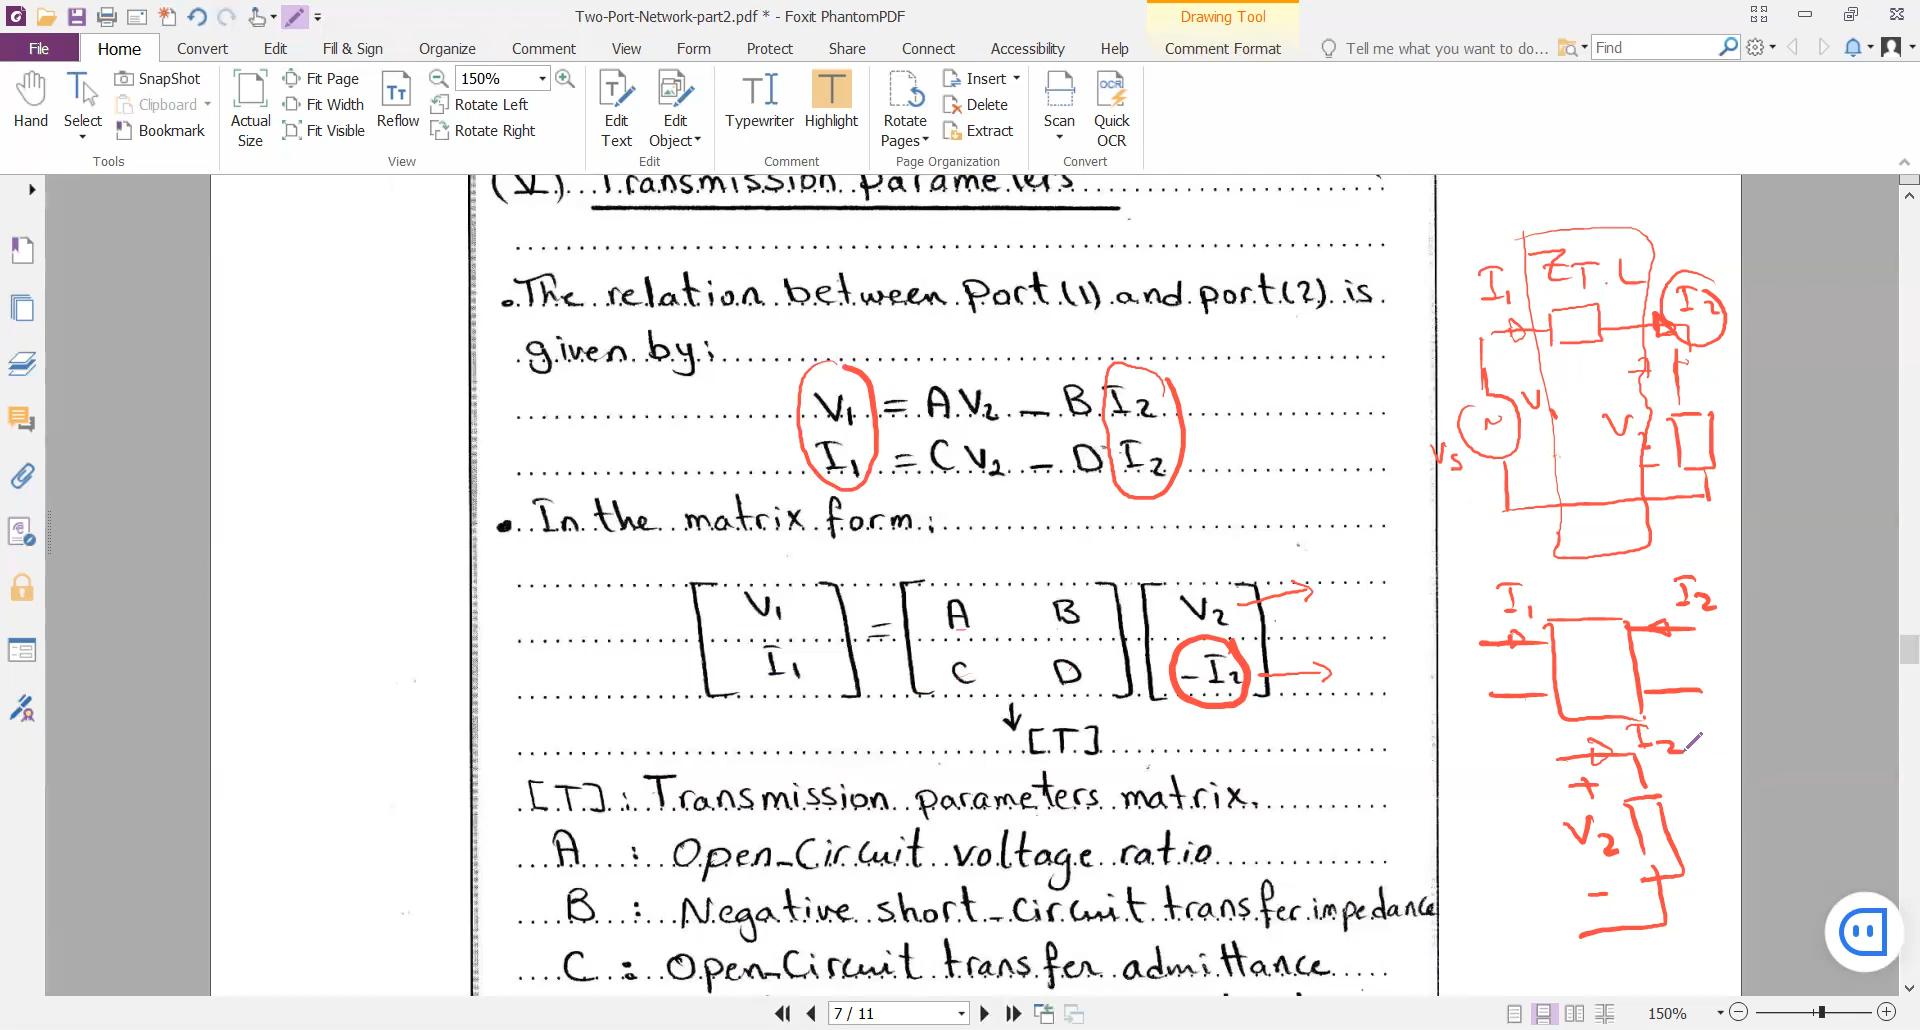 Two-Port-Network-part2.pdf * - Foxit PhantomPDF
Drawing Tool
File Home Convert Edit Fill & Sign Organize Comment View Form Protect Share Connect Accessibility Help Comment Format Tell me what you want to do... Find
Hand
Select
SnapShot
Clipboard
Bookmark
Tools
Actual Size
Fit Page
Fit Width
Fit Visible
Reflow
150%
Rotate Left
Rotate Right
View
Edit Text
Edit Object
Edit
Typewriter
Highlight
Comment
Rotate Pages
Insert
Delete
Extract
Page Organization
Scan
Quick OCR
Convert
(V) Transmission parameters
• The relation between Port(1) and port(2) is
given by:
V1 = A V2 - B I2
I1 = C V2 - D I2
• In the matrix form:
[V1 I1] = [A B C D] [V2 -I2]
↓ [T]
[T]: Transmission parameters matrix.
A : Open-Circuit voltage ratio
B : Negative short-circuit transfer impedance
C : Open-Circuit transfer admittance
ZT.L
I1
I2
V1
V2
Vs
I1
I2
I2
+
V2
-
7 / 11
150%